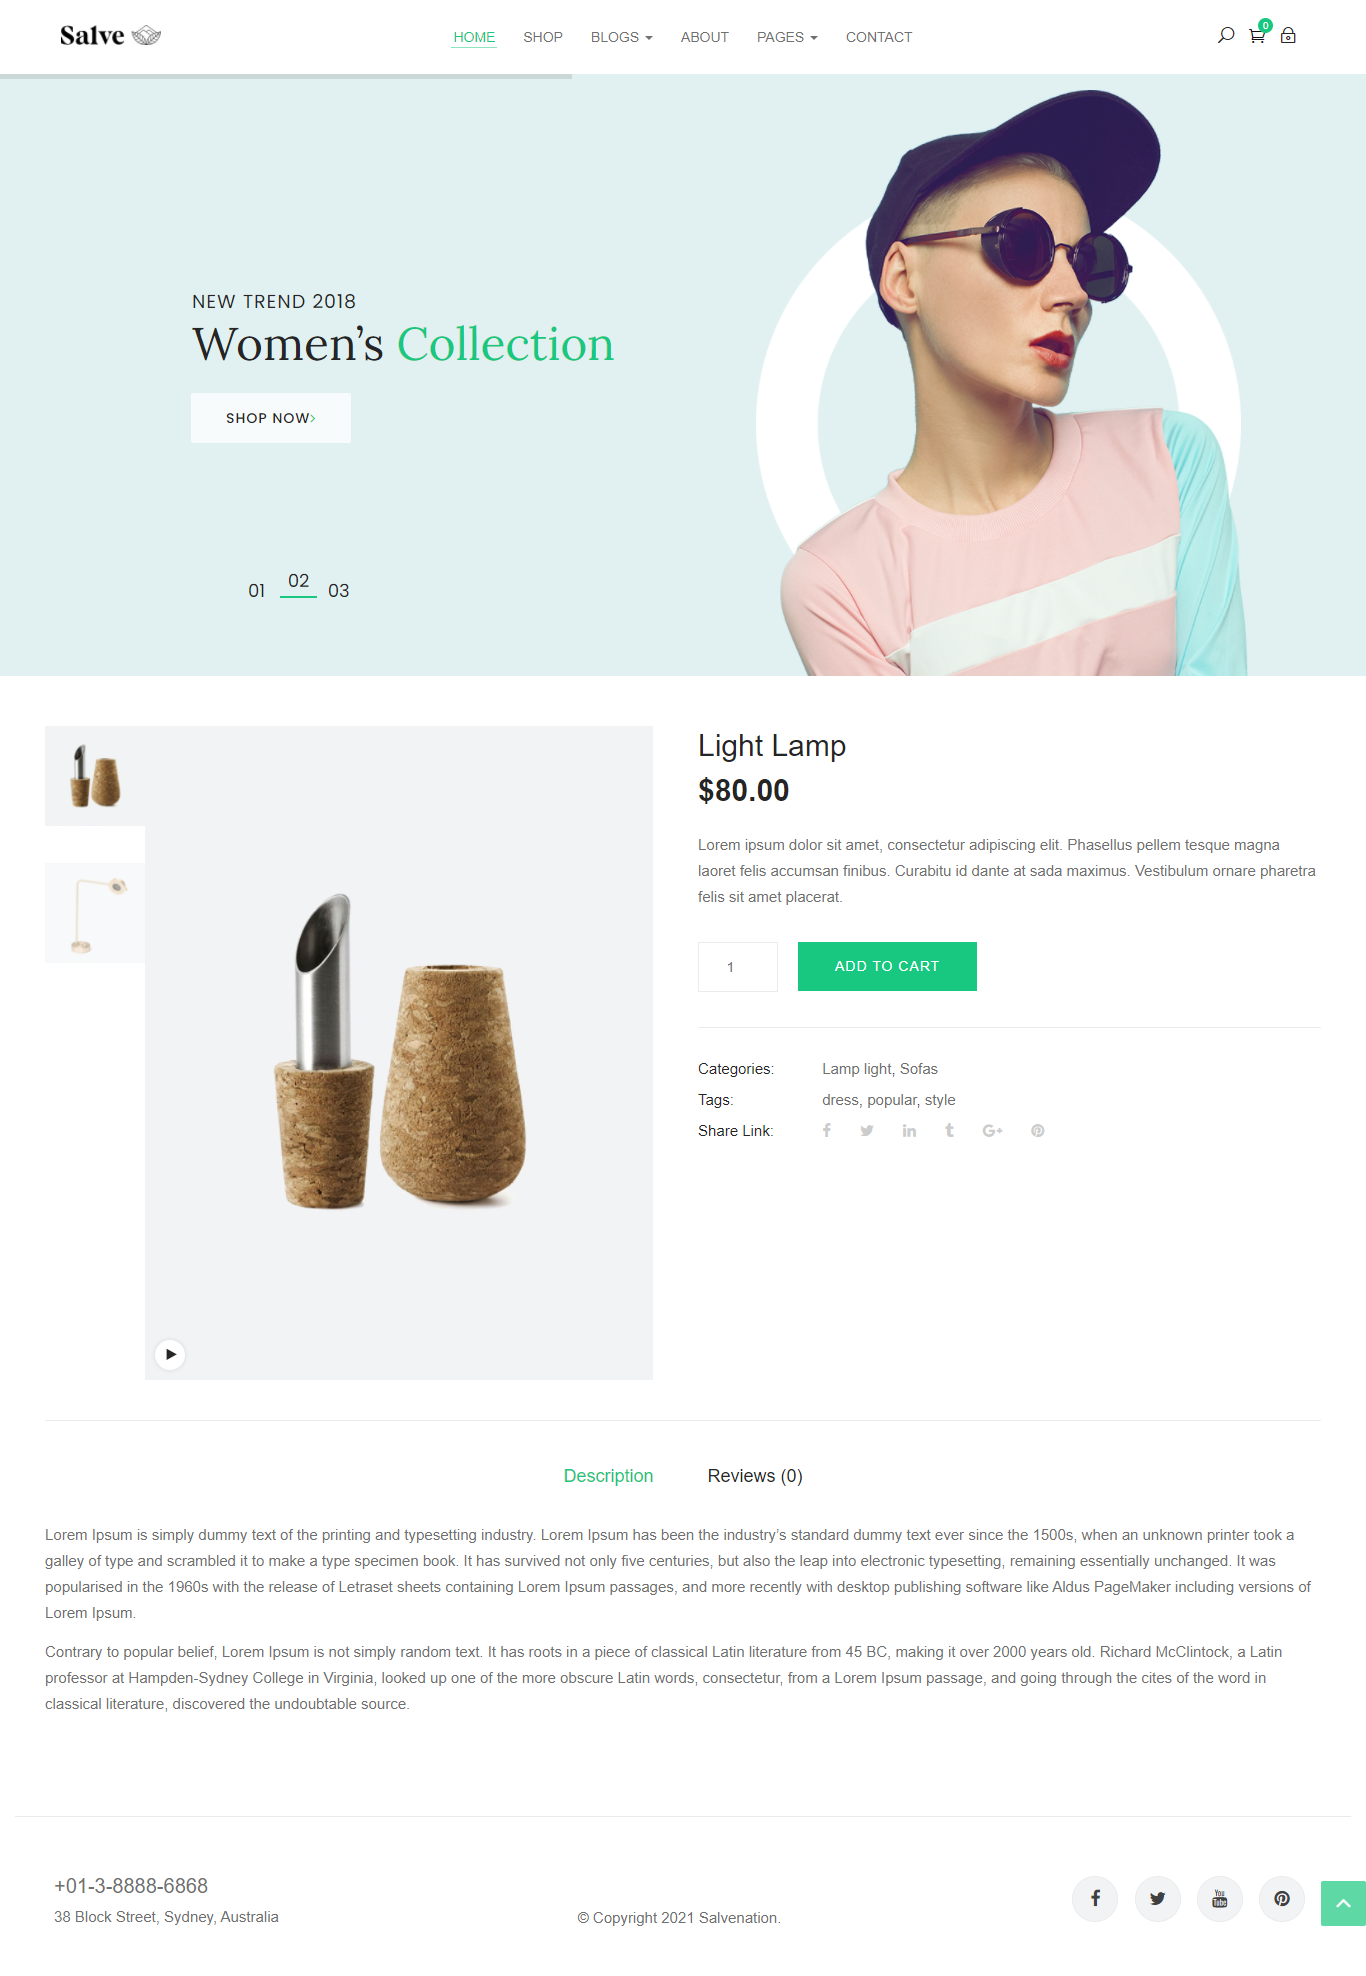 Salve
HOME SHOP BLOGS ABOUT PAGES CONTACT
0
NEW TREND 2018
Women’s Collection
SHOP NOW
01 02 03
Light Lamp
$80.00
Lorem ipsum dolor sit amet, consectetur adipiscing elit. Phasellus pellem tesque magna
laoret felis accumsan finibus. Curabitu id dante at sada maximus. Vestibulum ornare pharetra
felis sit amet placerat.
1 ADD TO CART
Categories: Lamp light, Sofas
Tags: dress, popular, style
Share Link:
Description Reviews (0)
Lorem Ipsum is simply dummy text of the printing and typesetting industry. Lorem Ipsum has been the industry’s standard dummy text ever since the 1500s, when an unknown printer took a
galley of type and scrambled it to make a type specimen book. It has survived not only five centuries, but also the leap into electronic typesetting, remaining essentially unchanged. It was
popularised in the 1960s with the release of Letraset sheets containing Lorem Ipsum passages, and more recently with desktop publishing software like Aldus PageMaker including versions of
Lorem Ipsum.
Contrary to popular belief, Lorem Ipsum is not simply random text. It has roots in a piece of classical Latin literature from 45 BC, making it over 2000 years old. Richard McClintock, a Latin
professor at Hampden-Sydney College in Virginia, looked up one of the more obscure Latin words, consectetur, from a Lorem Ipsum passage, and going through the cites of the word in
classical literature, discovered the undoubtable source.
+01-3-8888-6868
38 Block Street, Sydney, Australia
© Copyright 2021 Salvenation.
You
Tube